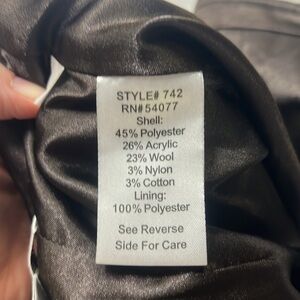 STYLE# 742
RN#54077
Shell:
45% Polyester
26% Acrylic
23% Wool
3% Nylon
3% Cotton
Lining:
100% Polyester
See Reverse
Side For Care